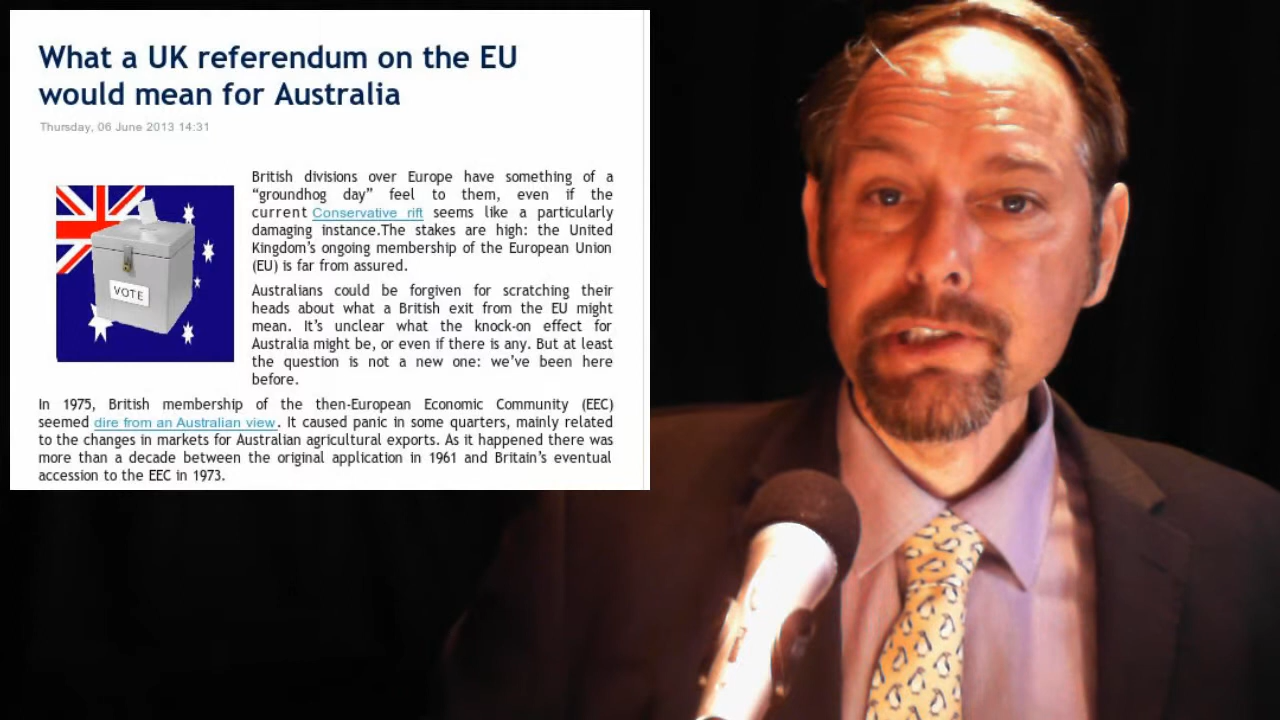 What a UK referendum on the EU
would mean for Australia
Thursday, 06 June 2013 14:31
British divisions over Europe have something of a
“groundhog day” feel to them, even if the
current Conservative rift seems like a particularly
damaging instance.The stakes are high: the United
Kingdom’s ongoing membership of the European Union
(EU) is far from assured.
Australians could be forgiven for scratching their
heads about what a British exit from the EU might
mean. It’s unclear what the knock-on effect for
Australia might be, or even if there is any. But at least
the question is not a new one: we’ve been here
before.
VOTE
In 1975, British membership of the then-European Economic Community (EEC)
seemed dire from an Australian view. It caused panic in some quarters, mainly related
to the changes in markets for Australian agricultural exports. As it happened there was
more than a decade between the original application in 1961 and Britain’s eventual
accession to the EEC in 1973.